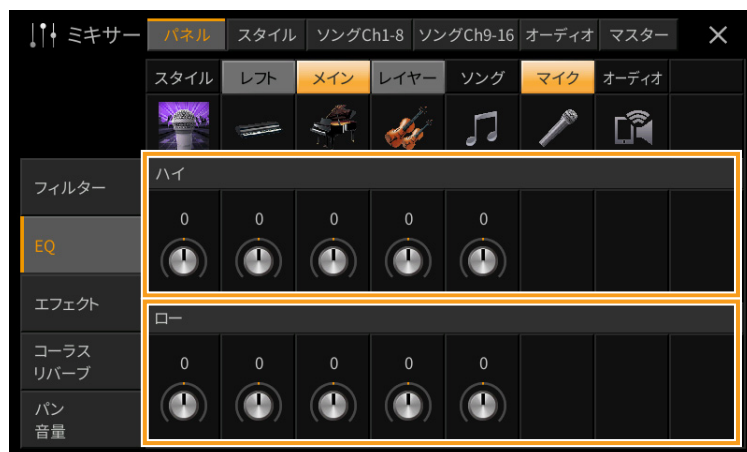 ミキサー パネル スタイル ソングCh1-8 ソングCh9-16 オーディオ マスター ×
スタイル レフト メイン レイヤー ソング マイク オーディオ
フィルター
EQ
エフェクト
コーラス
リバーブ
パン
音量
ハイ
0 0 0 0 0
ロー
0 0 0 0 0